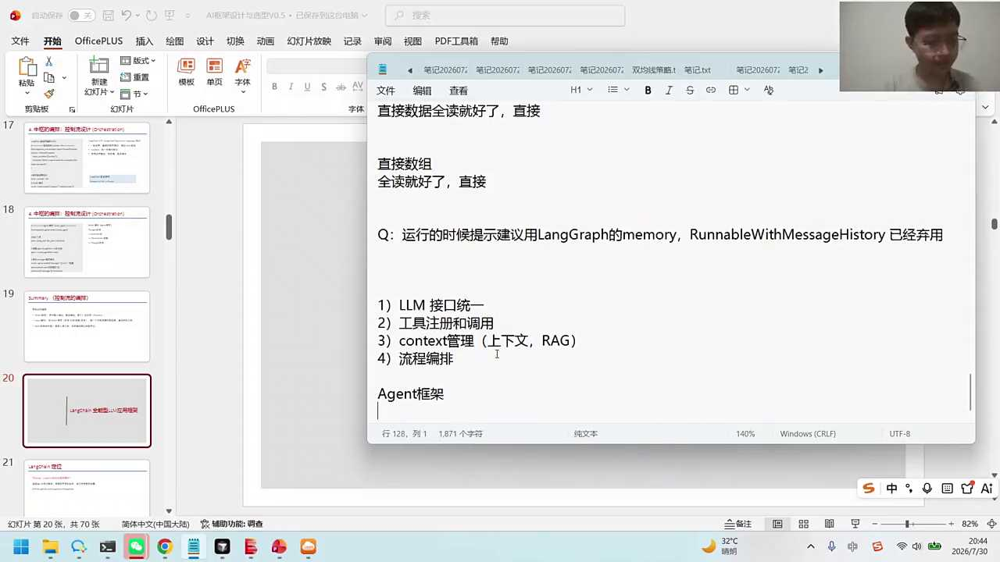 自动保存 关 AI框架设计与选型V0.5 • 已保存到这台电脑 搜索
文件 开始 OfficePLUS 插入 绘图 设计 切换 动画 幻灯片放映 记录 审阅 视图 PDF工具箱 帮助
粘贴 新建 幻灯片 版式 重置 节 模板 单页 字体
剪贴板 幻灯片 OfficePLUS 字体
B I U S ab AV
笔记2026072 笔记2026072 笔记2026072 笔记2026072 双均线策略.t 笔记.txt 笔记2026072 笔记2
文件 编辑 查看 H1 B I S
直接数据全读就好了，直接
直接数组
全读就好了，直接
Q：运行的时候提示建议用LangGraph的memory，RunnableWithMessageHistory 已经弃用
1）LLM 接口统一
2）工具注册和调用
3）context管理（上下文，RAG）
4）流程编排
Agent框架
行 128，列 1 1,871 个字符 纯文本 140% Windows (CRLF) UTF-8
17
4. 中枢的编排：控制流设计 (Orchestration)
18
4. 中枢的编排：控制流设计 (Orchestration)
19
Summary （控制流的编排）
20
LangChain 全能型LLM应用框架
21
LangChain 定位
中 Ai
幻灯片 第 20 张，共 70 张 简体中文(中国大陆) 辅助功能: 调查 备注 82%
32°C
晴朗
中
20:44
2026/7/30